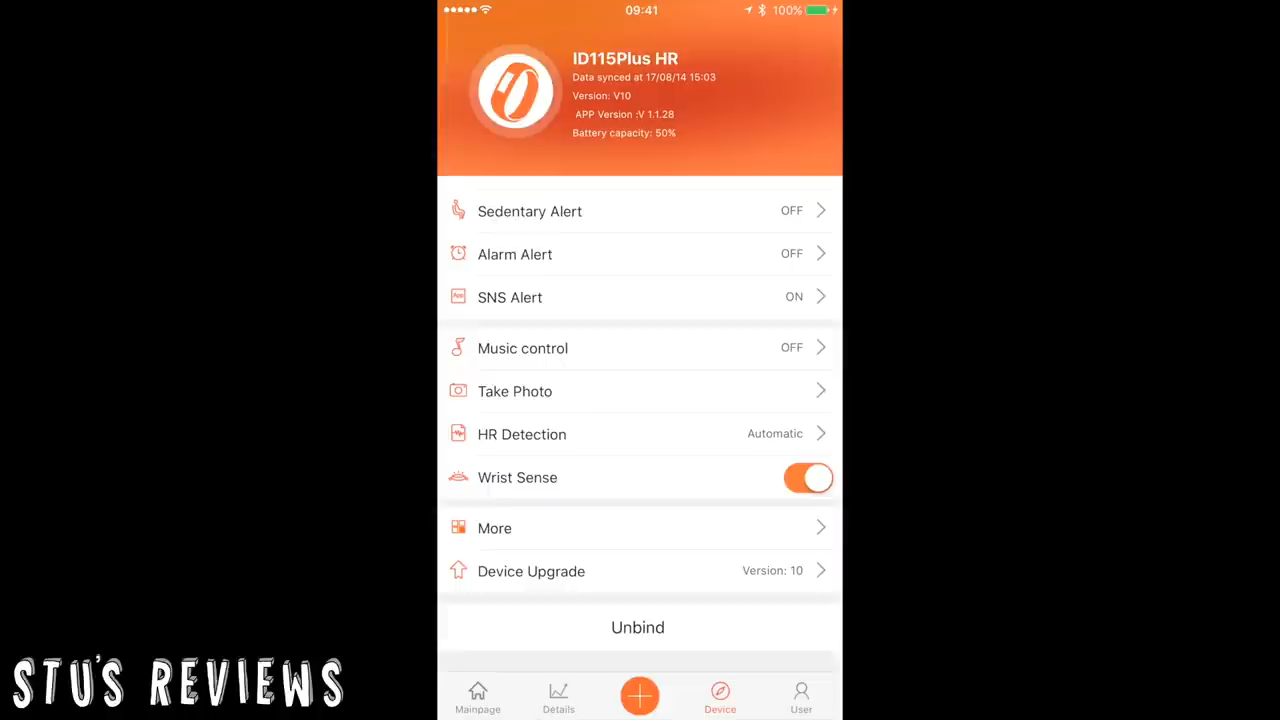 09:41
100%
ID115Plus HR
Data synced at 17/08/14 15:03
Version: V10
APP Version :V 1.1.28
Battery capacity: 50%
Sedentary Alert OFF
Alarm Alert OFF
App
SNS Alert ON
Music control OFF
Take Photo
HR Detection Automatic
Wrist Sense
More
Device Upgrade Version: 10
Unbind
Mainpage Details Device User
STU'S REVIEWS